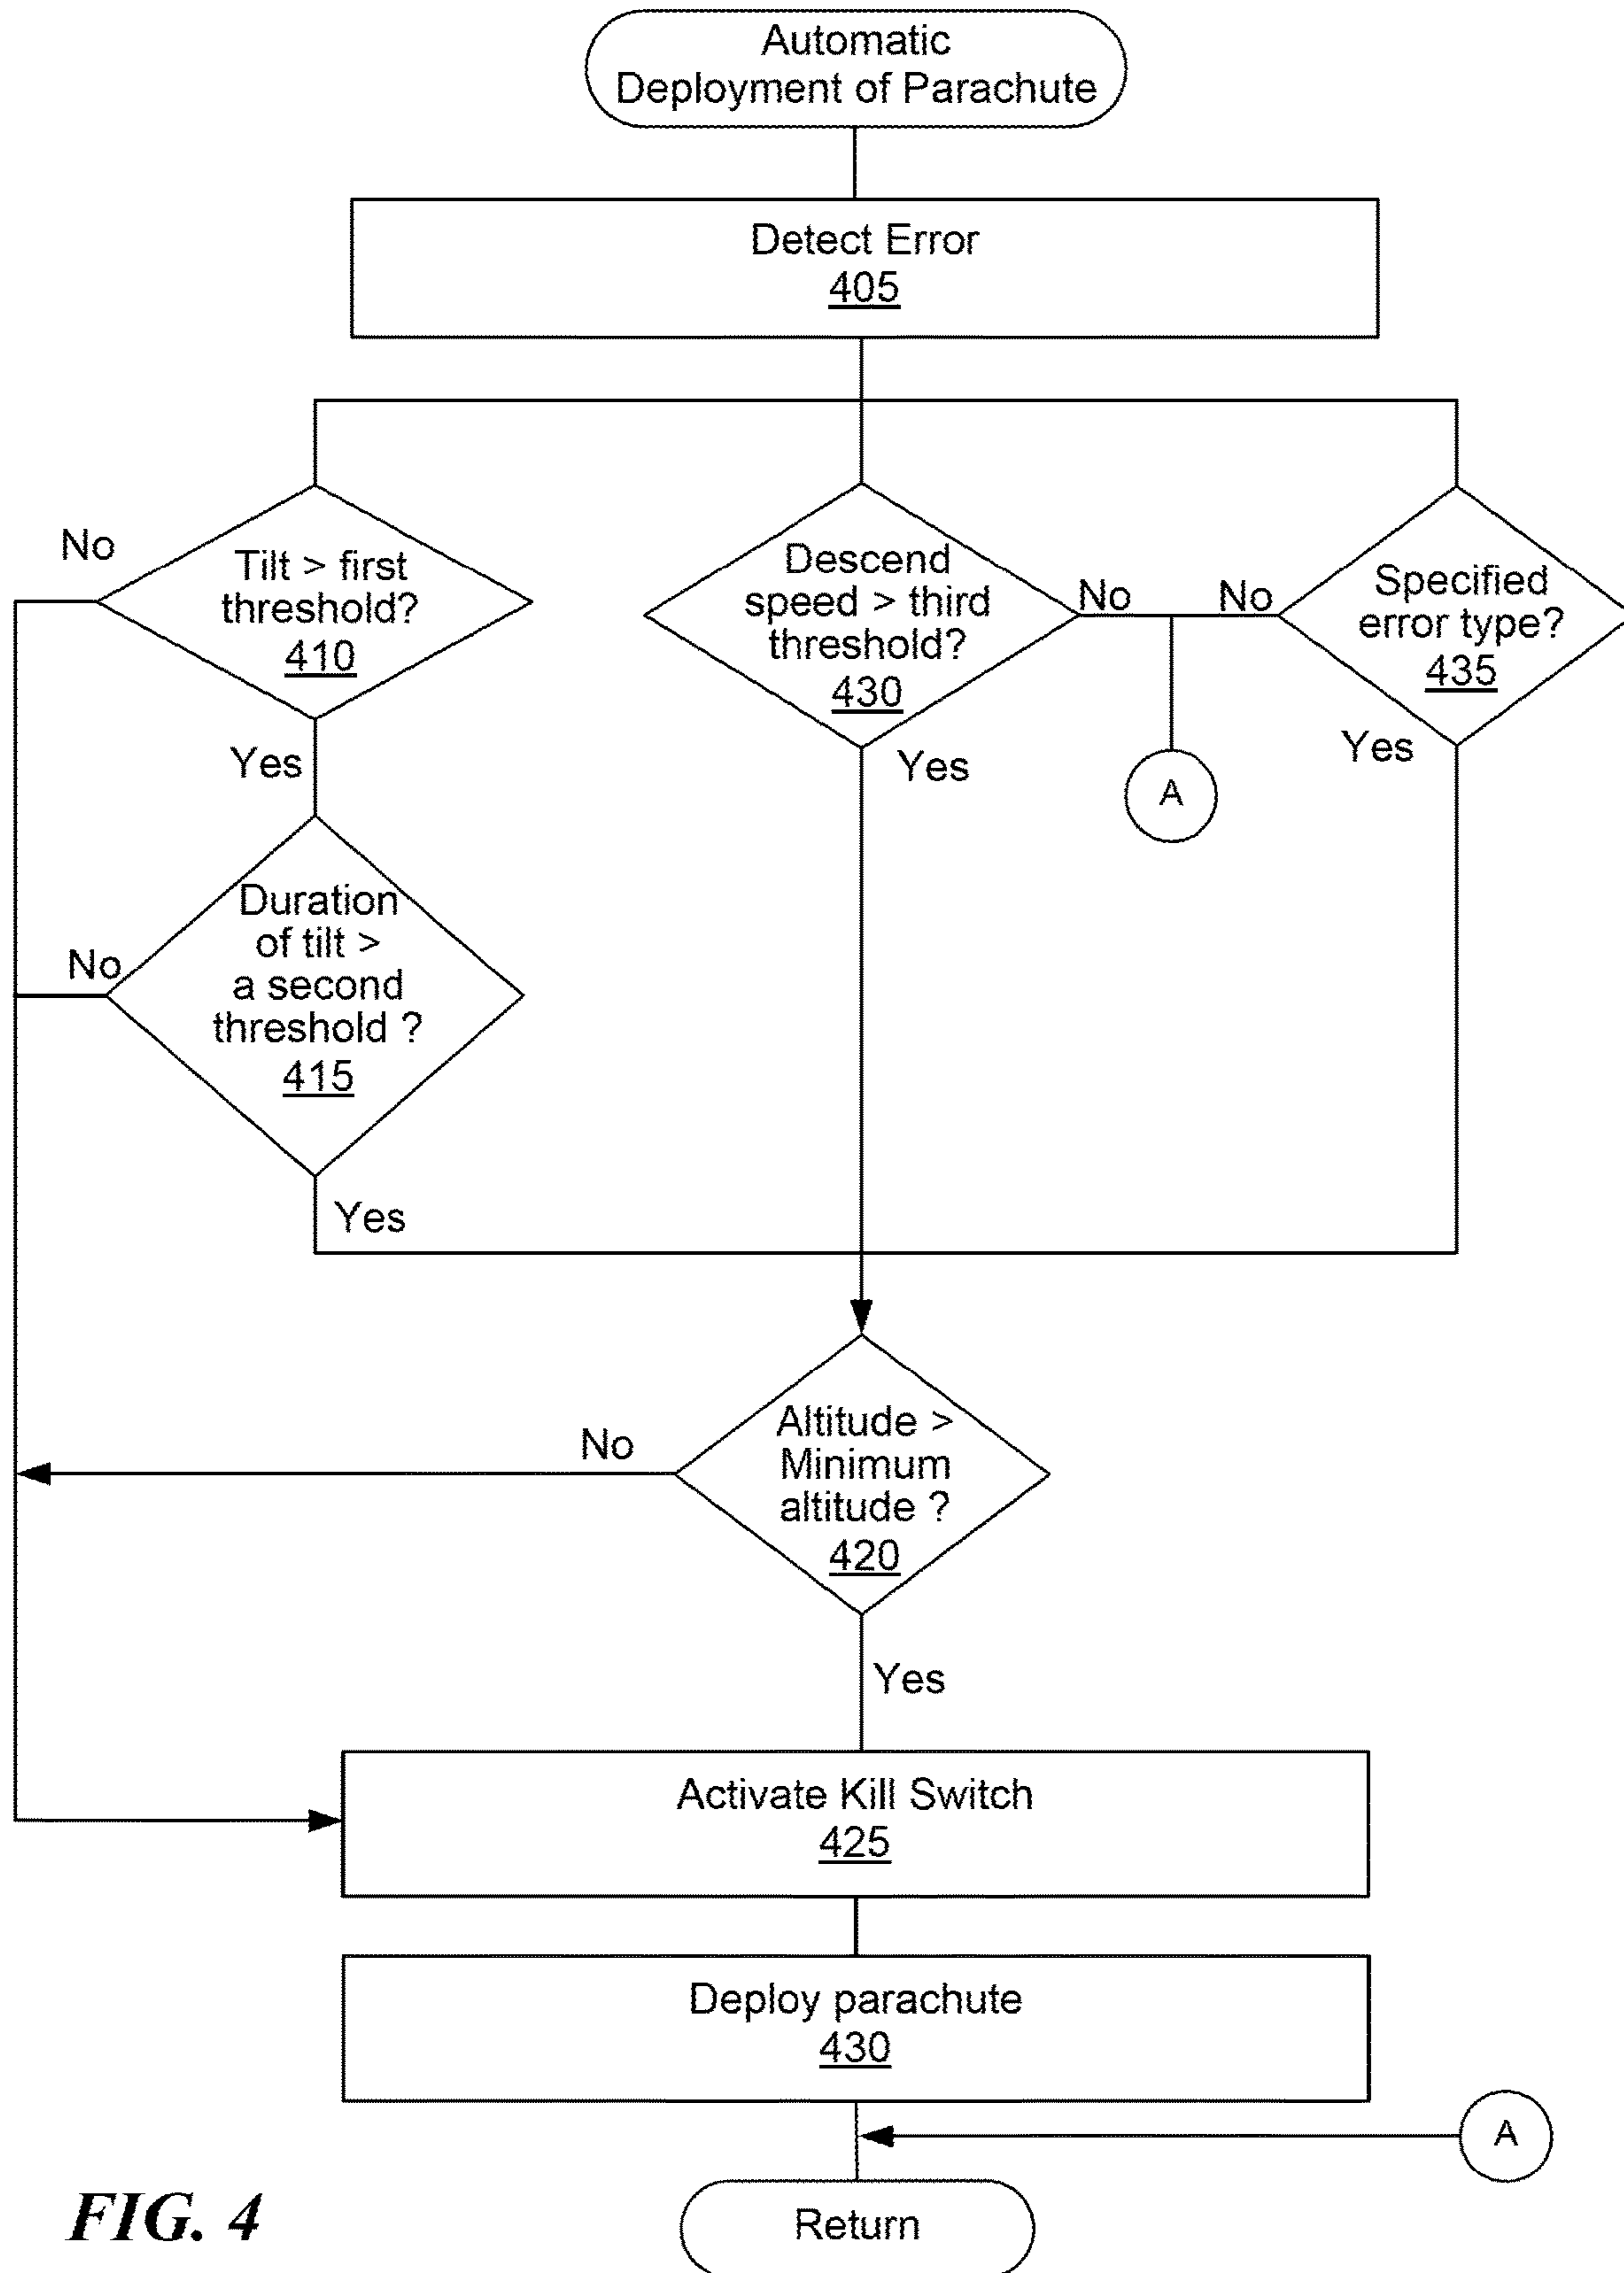 Automatic
Deployment of Parachute
Detect Error
405
No
Tilt > first
threshold?
410
Yes
Descend
speed > third
threshold?
430
No
Yes
No
Specified
error type?
435
Yes
A
Duration
of tilt >
a second
threshold ?
415
No
Yes
Altitude >
Minimum
altitude ?
420
No
Yes
Activate Kill Switch
425
Deploy parachute
430
A
Return
FIG. 4